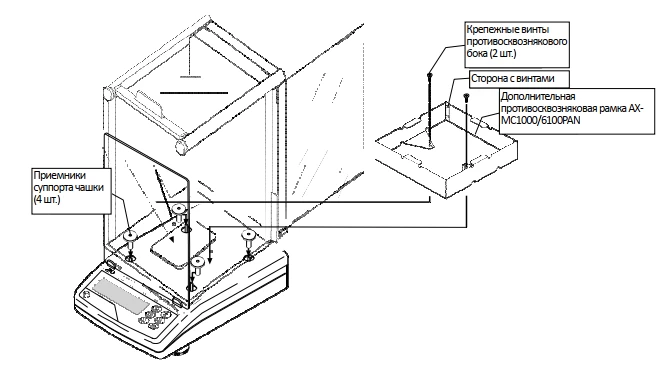 Крепежные винты
противосквознякового
бока (2 шт.)
Сторона с винтами
Дополнительная
противосквозняковая рамка AX-
MC1000/6100PAN
Приемники
суппорта чашки
(4 шт.)